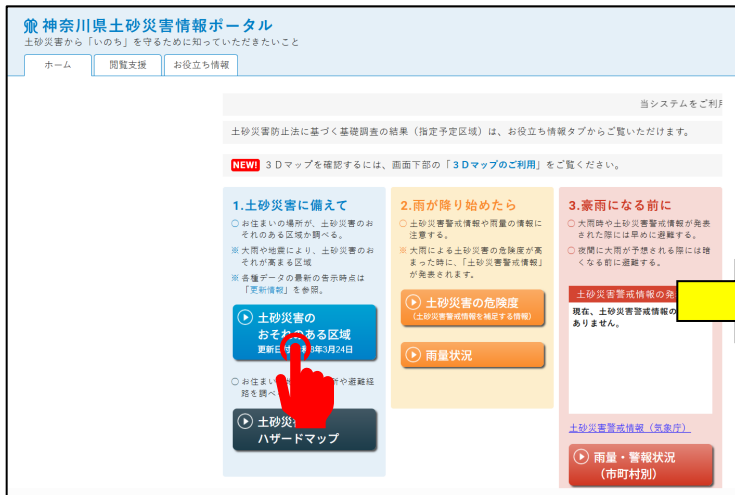 神奈川県土砂災害情報ポータル
土砂災害から「いのち」を守るために知っていただきたいこと
ホーム 閲覧支援 お役立ち情報
当システムをご利用
土砂災害防止法に基づく基礎調査の結果（指定予定区域）は、お役立ち情報タブからご覧いただけます。
NEW! 3Dマップを確認するには、画面下部の「3Dマップのご利用」をご覧ください。
1.土砂災害に備えて
○お住まいの場所が、土砂災害のお
それのある区域か調べる。
※大雨や地震により、土砂災害のお
それが高まる区域
※各種データの最新の告示時点は
「更新情報」を参照。
土砂災害の
おそれのある区域
更新日 年3月24日
○お住まい 所や避難経
路を調べ
土砂災
ハザードマップ
2.雨が降り始めたら
○土砂災害警戒情報や雨量の情報に
注意する。
※大雨による土砂災害の危険度が高
まった時に、「土砂災害警戒情報」
が発表されます。
土砂災害の危険度
（土砂災害警戒情報を補足する情報）
雨量状況
3.豪雨になる前に
○大雨時や土砂災害警戒情報が発表
された際には早めに避難する。
○夜間に大雨が予想される際には暗
くなる前に避難する。
土砂災害警戒情報の発
現在、土砂災害警戒情報の
ありません。
土砂災害警戒情報（気象庁）
雨量・警報状況
（市町村別）